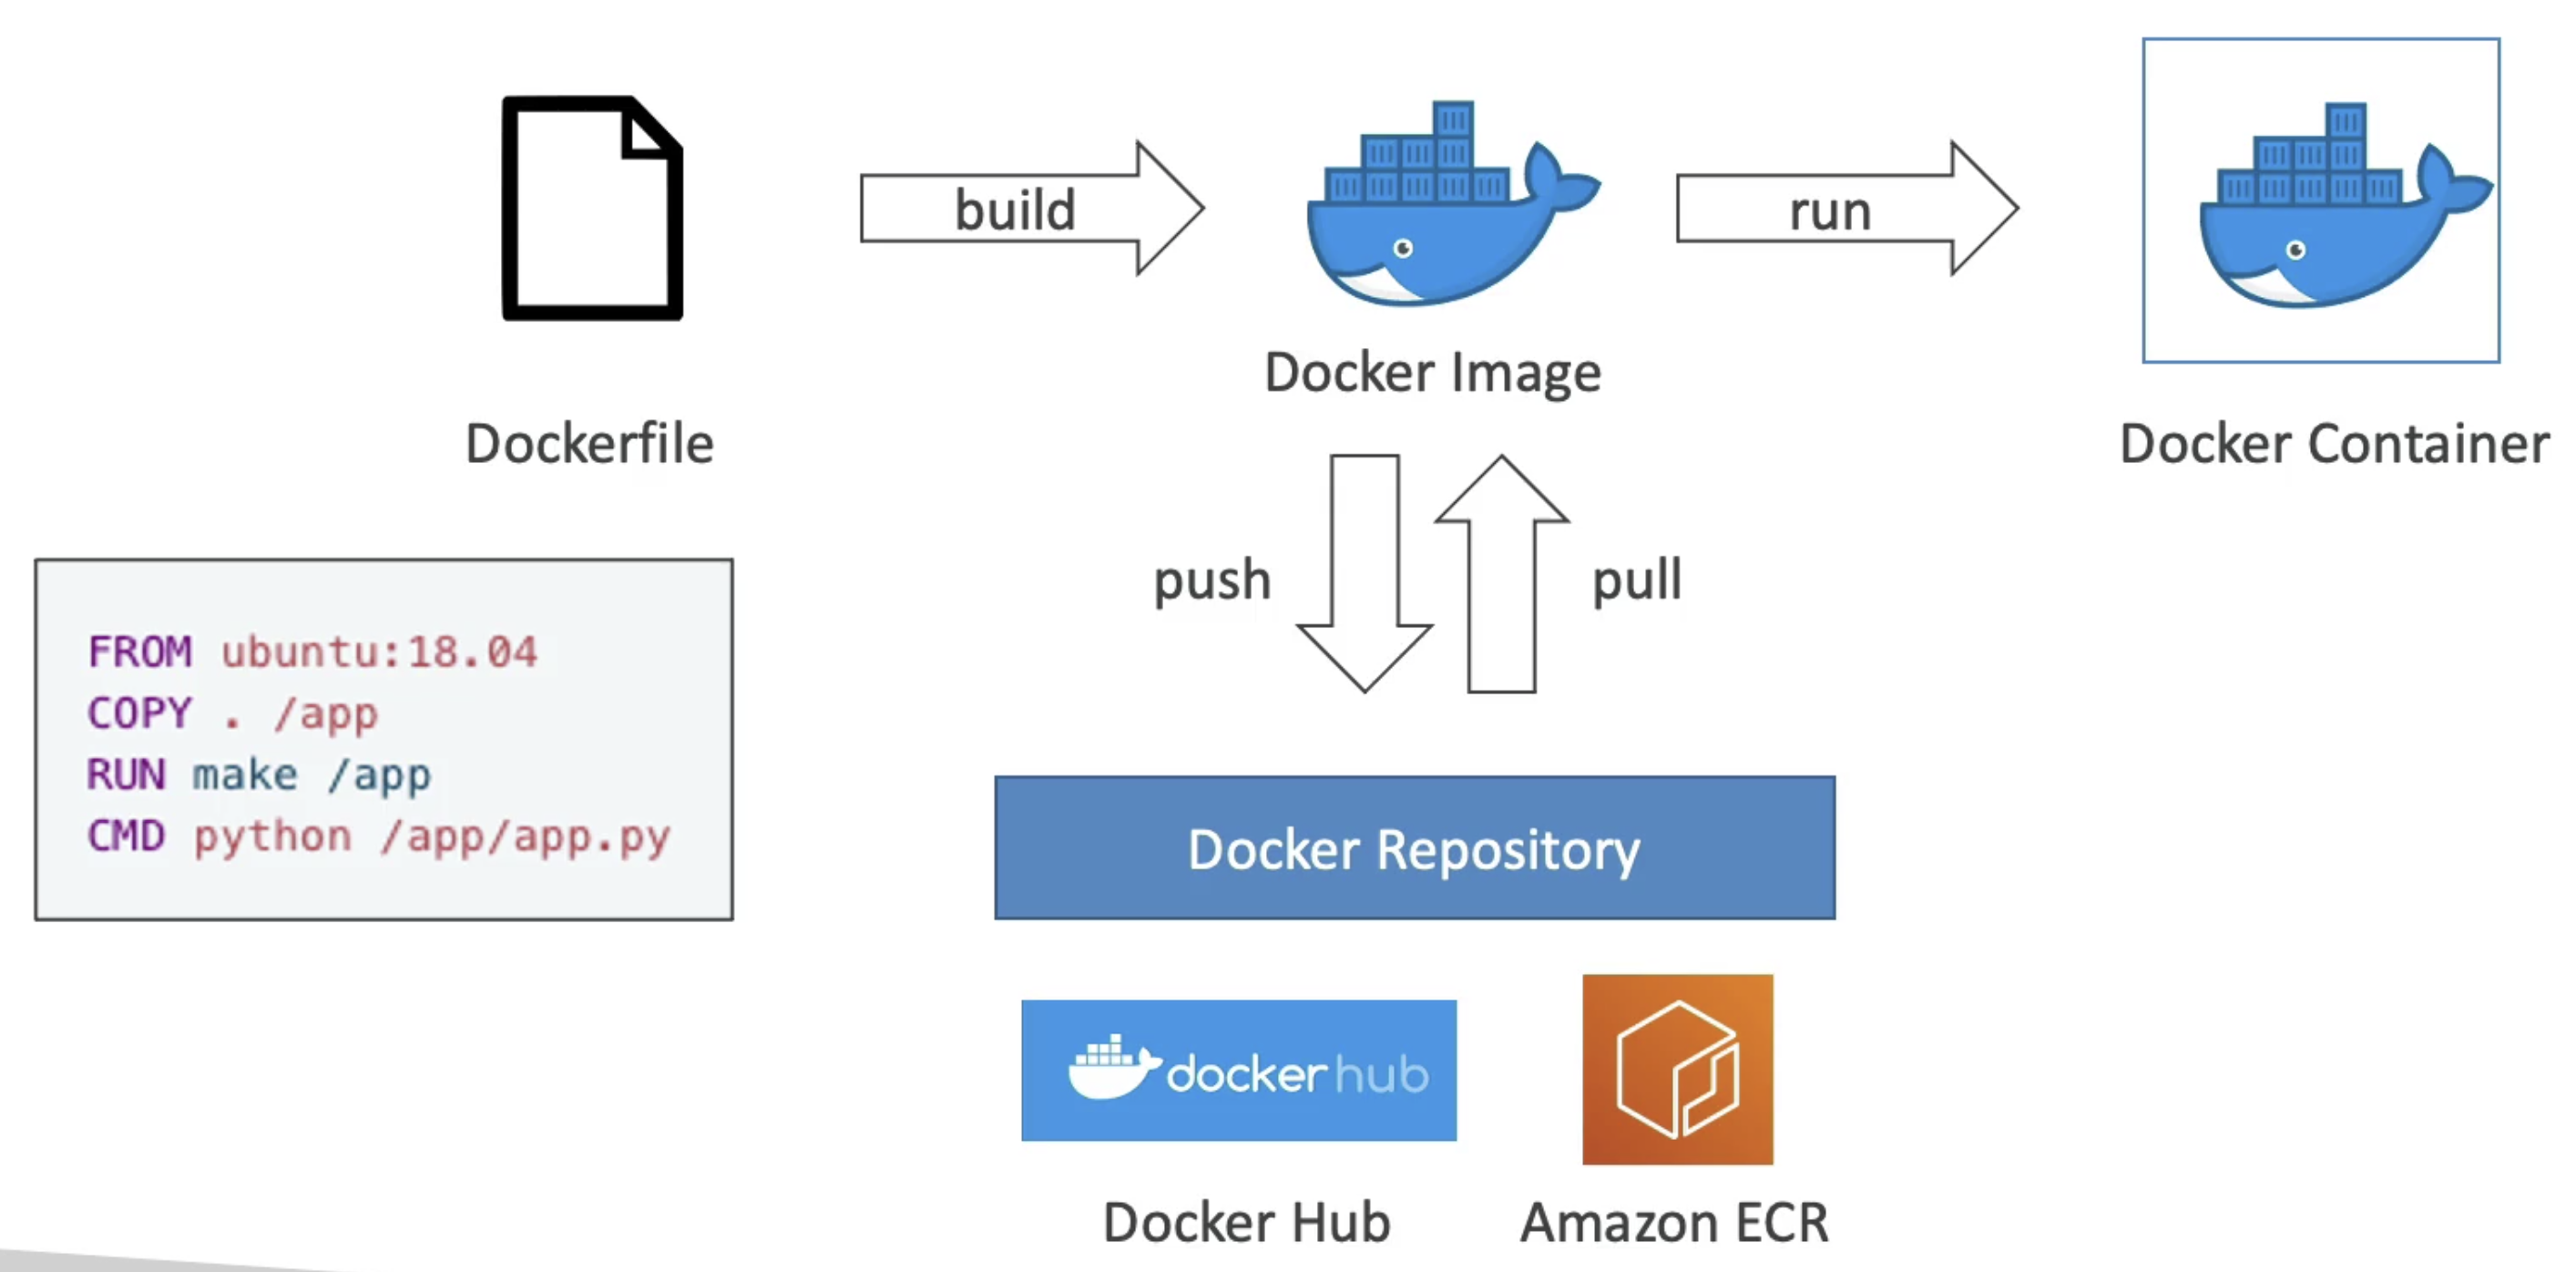 build
run
Docker Image
Dockerfile
Docker Container
push
pull
FROM ubuntu:18.04
COPY . /app
RUN make /app
CMD python /app/app.py
Docker Repository
docker hub
Docker Hub
Amazon ECR